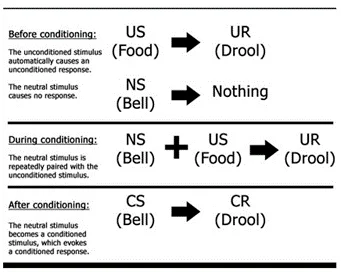 Before conditioning:
The unconditioned stimulus
automatically causes an
unconditioned response.
US
(Food)
UR
(Drool)
The neutral stimulus
causes no response.
NS
(Bell)
Nothing
During conditioning:
The neutral stimulus is
repeatedly paired with the
unconditioned stimulus.
NS
(Bell)
+
US
(Food)
UR
(Drool)
After conditioning:
The neutral stimulus
becomes a conditioned
stimulus, which evokes
a conditioned response.
CS
(Bell)
CR
(Drool)